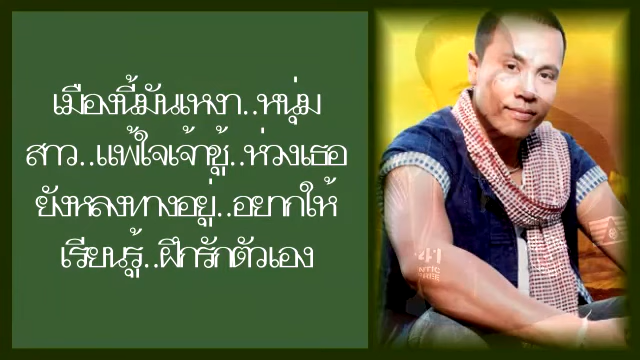 เมืองนี้มันเหงา..หนุ่ม
สาว..แพ้ใจเจ้าชู้..ห่วงเธอ
ยังหลงทางอยู่..อยากให้
เรียนรู้..ฝึกรักตัวเอง
41